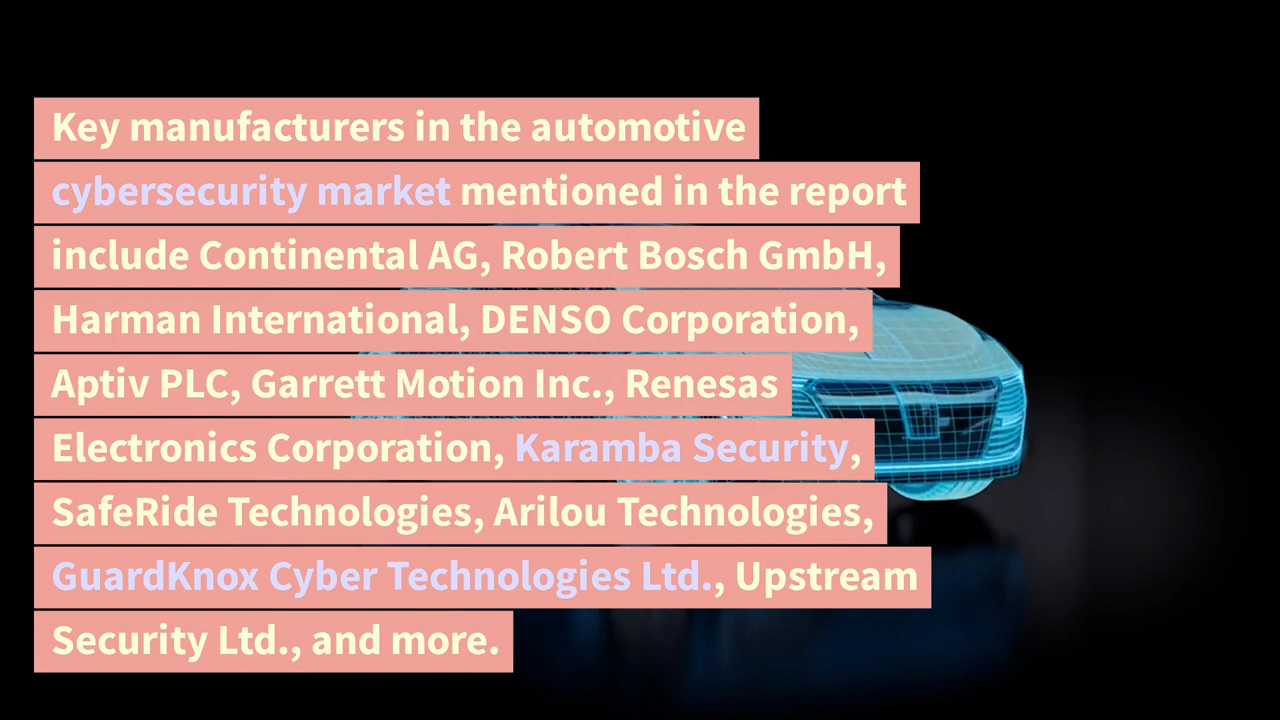 Key manufacturers in the automotive
cybersecurity market mentioned in the report
include Continental AG, Robert Bosch GmbH,
Harman International, DENSO Corporation,
Aptiv PLC, Garrett Motion Inc., Renesas
Electronics Corporation, Karamba Security,
SafeRide Technologies, Arilou Technologies,
GuardKnox Cyber Technologies Ltd., Upstream
Security Ltd., and more.